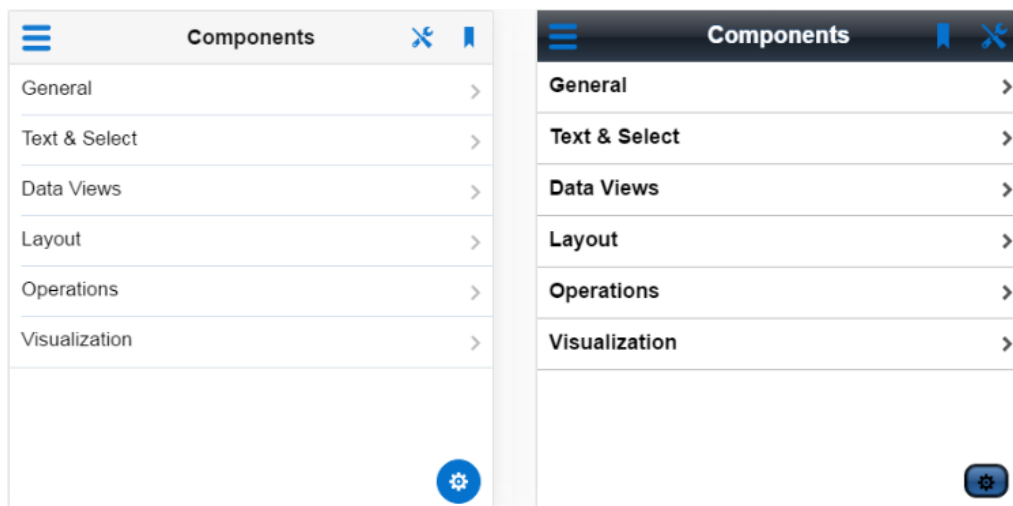 Components
General
Text & Select
Data Views
Layout
Operations
Visualization
Components
General
Text & Select
Data Views
Layout
Operations
Visualization